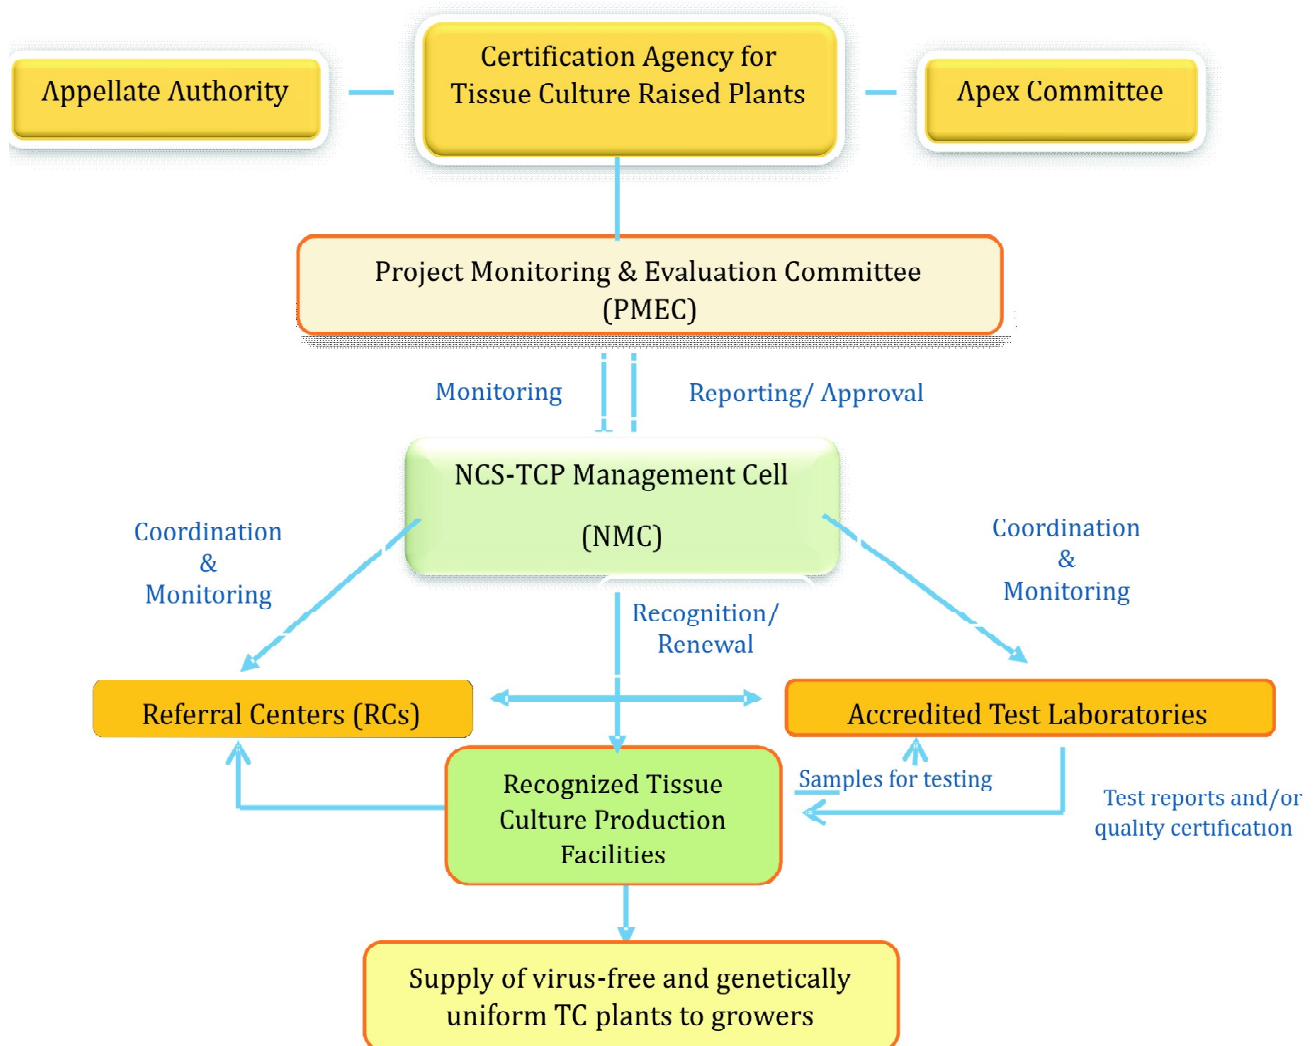 Appellate Authority
Certification Agency for
Tissue Culture Raised Plants
Apex Committee
Project Monitoring & Evaluation Committee
(PMEC)
Monitoring
Reporting/ Approval
NCS-TCP Management Cell
(NMC)
Coordination
&
Monitoring
Coordination
&
Monitoring
Recognition/
Renewal
Referral Centers (RCs)
Accredited Test Laboratories
Recognized Tissue
Culture Production
Facilities
Samples for testing
Test reports and/or
quality certification
Supply of virus-free and genetically
uniform TC plants to growers